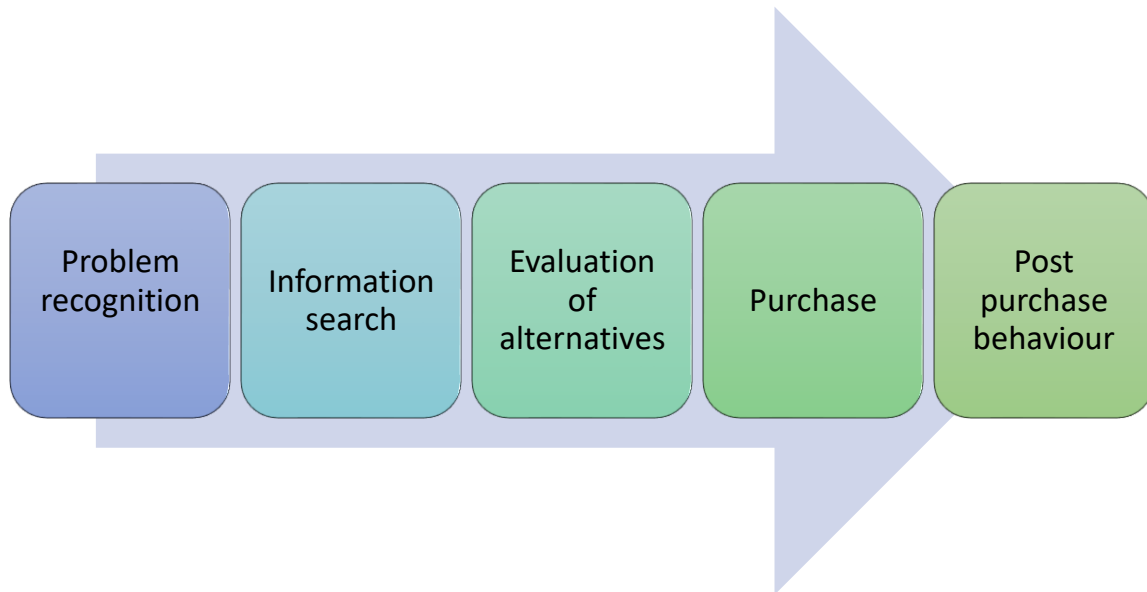 Problem
recognition
Information
search
Evaluation
of
alternatives
Purchase
Post
purchase
behaviour